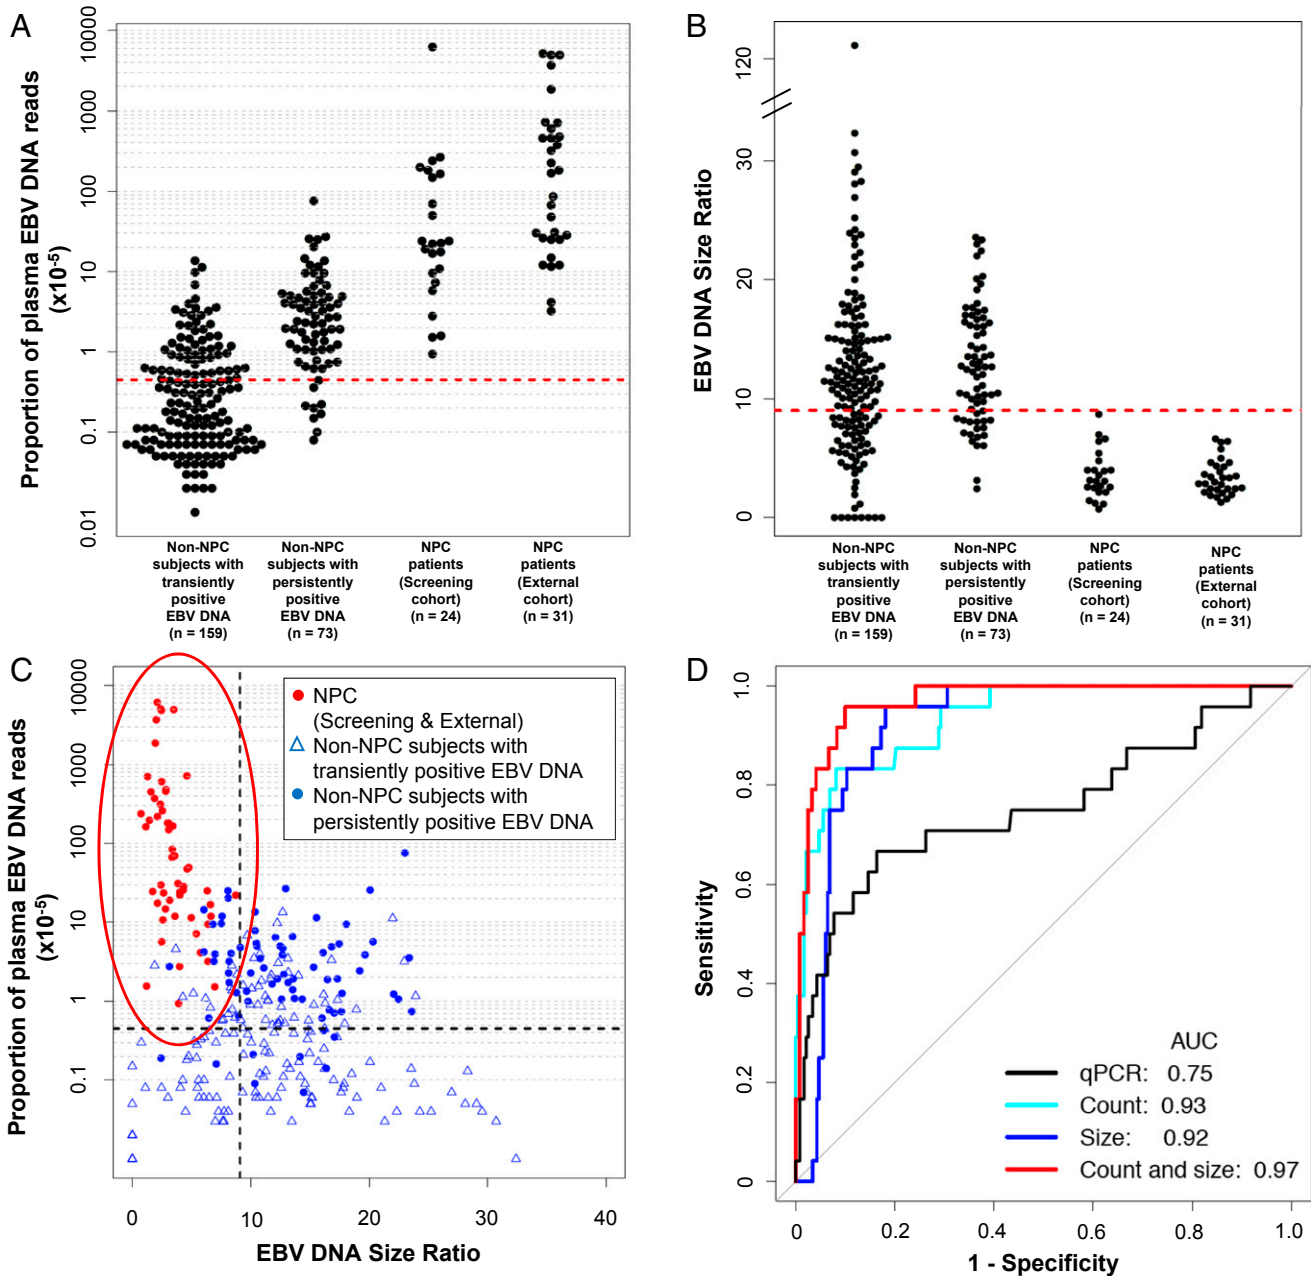 A
Proportion of plasma EBV DNA reads
(x10-5)
10000
1000
100
10
1
0.1
0.01
Non-NPC
subjects with
transiently
positive
EBV DNA
(n = 159)
Non-NPC
subjects with
persistently
positive
EBV DNA
(n = 73)
NPC
patients
(Screening
cohort)
(n = 24)
NPC
patients
(External
cohort)
(n = 31)
B
EBV DNA Size Ratio
120
30
20
10
0
Non-NPC
subjects with
transiently
positive
EBV DNA
(n = 159)
Non-NPC
subjects with
persistently
positive
EBV DNA
(n = 73)
NPC
patients
(Screening
cohort)
(n = 24)
NPC
patients
(External
cohort)
(n = 31)
C
Proportion of plasma EBV DNA reads
(x10-5)
10000
1000
100
10
1
0.1
NPC
(Screening & External)
Non-NPC subjects with
transiently positive EBV DNA
Non-NPC subjects with
persistently positive EBV DNA
0 10 20 30 40
EBV DNA Size Ratio
D
Sensitivity
1.0
0.8
0.6
0.4
0.2
0
AUC
qPCR: 0.75
Count: 0.93
Size: 0.92
Count and size: 0.97
0 0.2 0.4 0.6 0.8 1.0
1 - Specificity